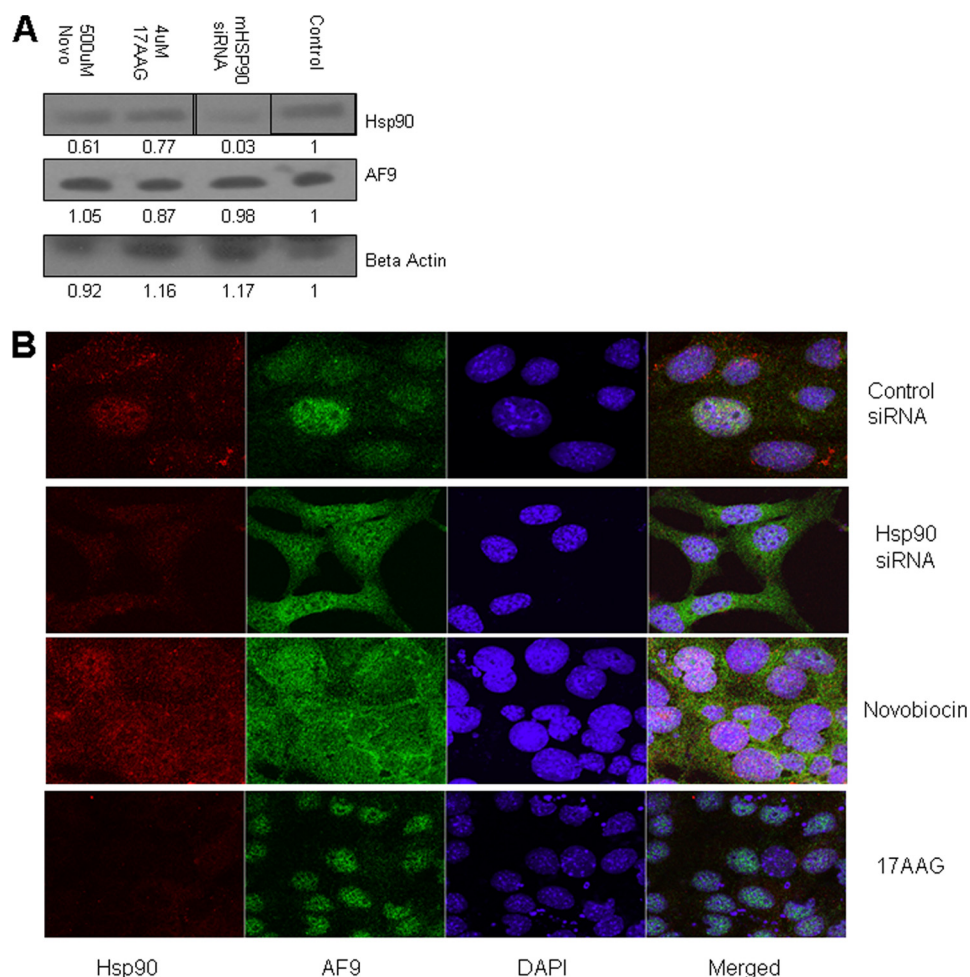 A
500uM
Novo
4uM
17AAG
mHSP90
siRNA
Control
Hsp90
0.61 0.77 0.03 1
AF9
1.05 0.87 0.98 1
Beta Actin
0.92 1.16 1.17 1
B
Control
siRNA
Hsp90
siRNA
Novobiocin
17AAG
Hsp90 AF9 DAPI Merged